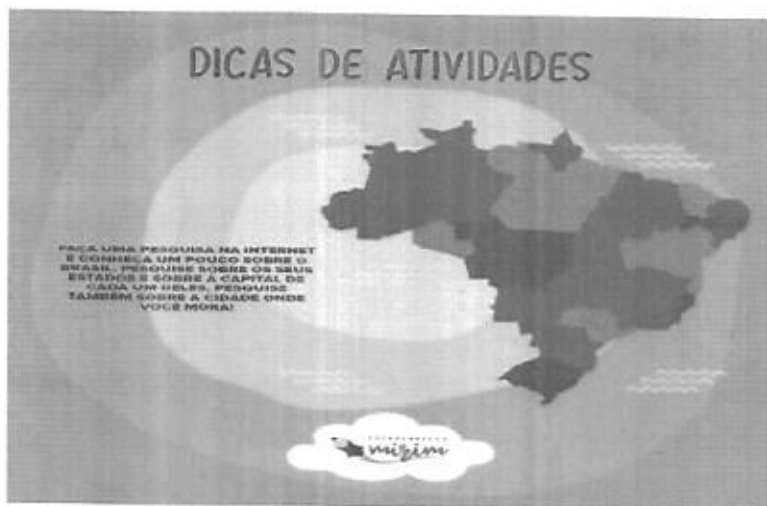 DICAS DE ATIVIDADES
FAÇA UMA PESQUISA NA INTERNET
E CONHEÇA UM POUCO SOBRE O
BRASIL. PESQUISE SOBRE OS SEUS
ESTADOS E SOBRE A CAPITAL DE
CADA UM DELES. PESQUISE
TAMBÉM SOBRE A CIDADE ONDE
VOCÊ MORA!
mirim